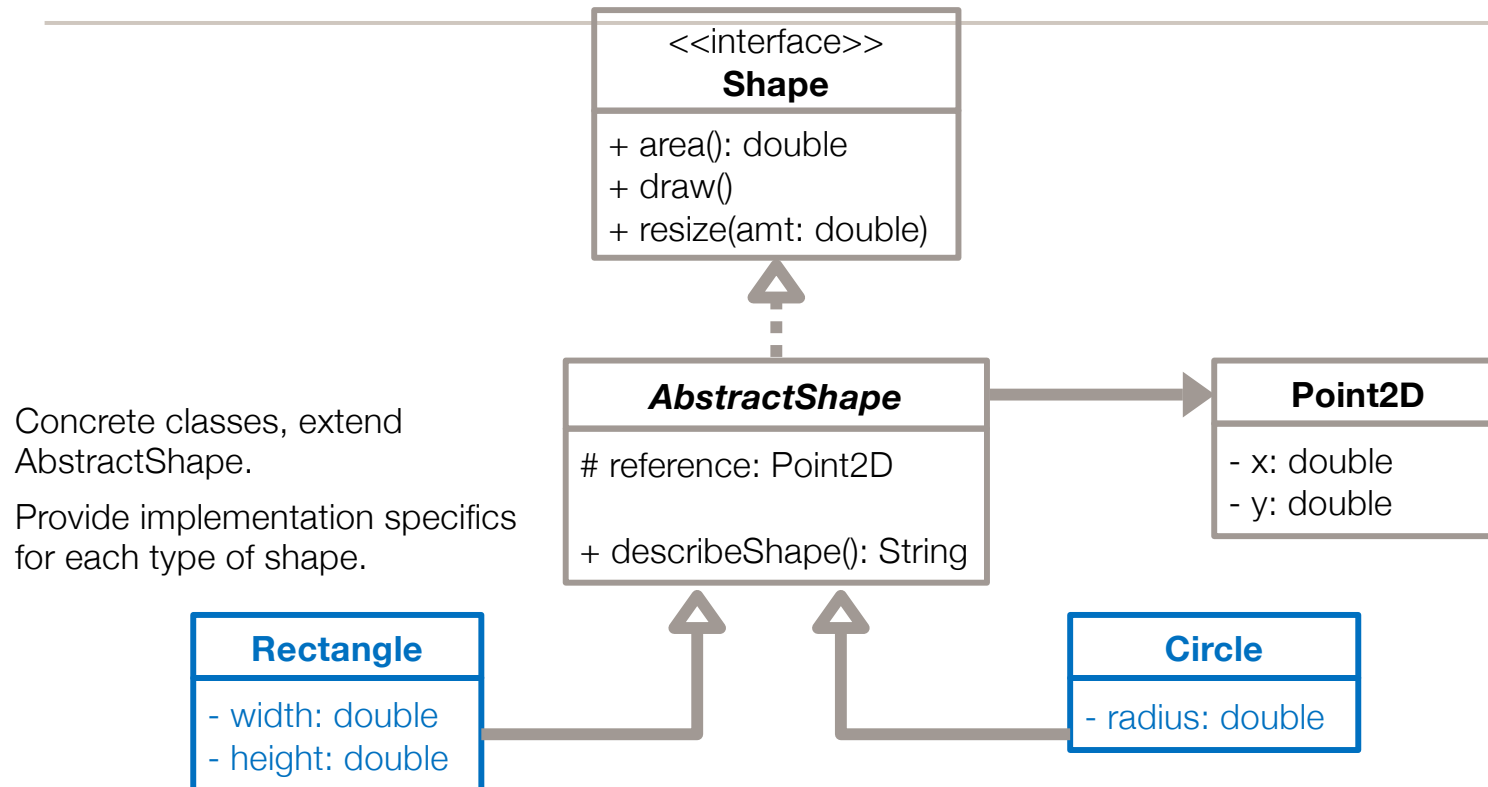 <<interface>>
Shape
+ area(): double
+ draw()
+ resize(amt: double)
AbstractShape
# reference: Point2D
+ describeShape(): String
Point2D
- x: double
- y: double
Concrete classes, extend
AbstractShape.
Provide implementation specifics
for each type of shape.
Rectangle
- width: double
- height: double
Circle
- radius: double